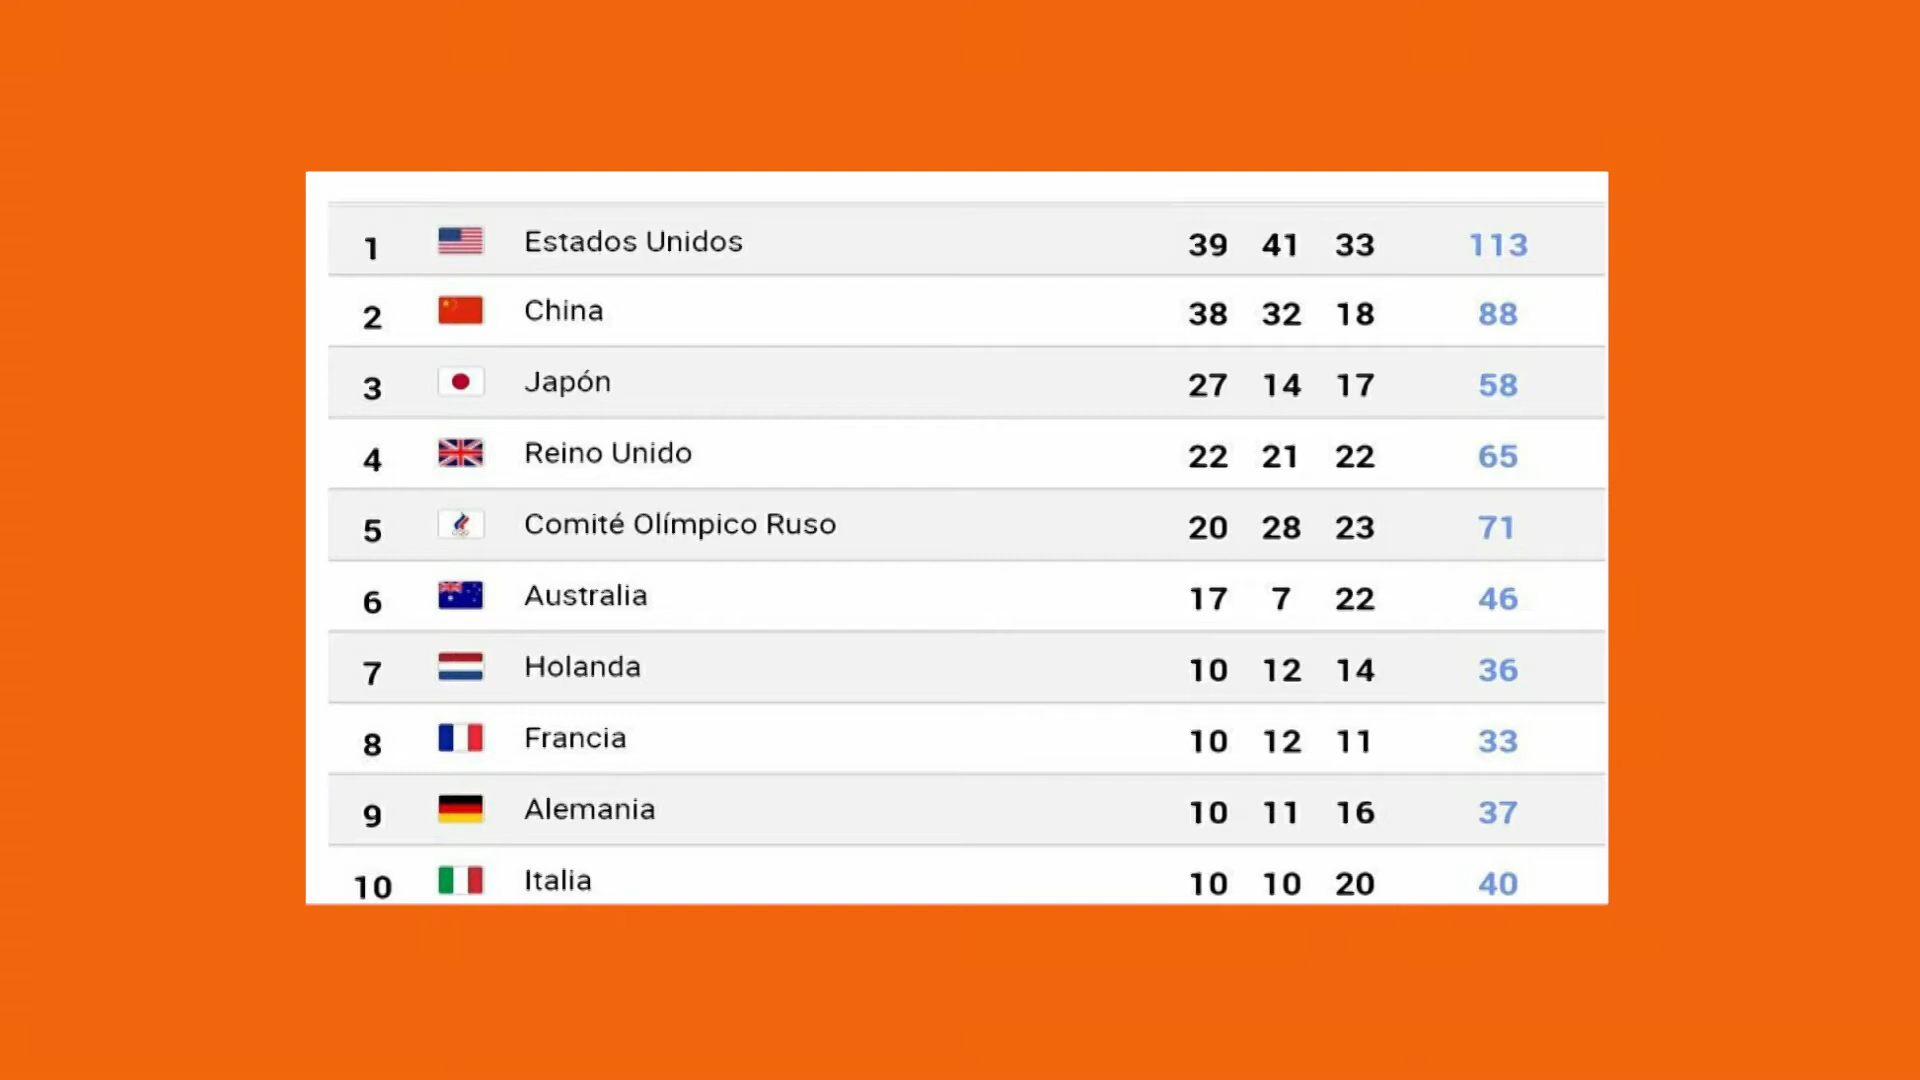 1 Estados Unidos 39 41 33 113
2 China 38 32 18 88
3 Japón 27 14 17 58
4 Reino Unido 22 21 22 65
5 Comité Olímpico Ruso 20 28 23 71
6 Australia 17 7 22 46
7 Holanda 10 12 14 36
8 Francia 10 12 11 33
9 Alemania 10 11 16 37
10 Italia 10 10 20 40